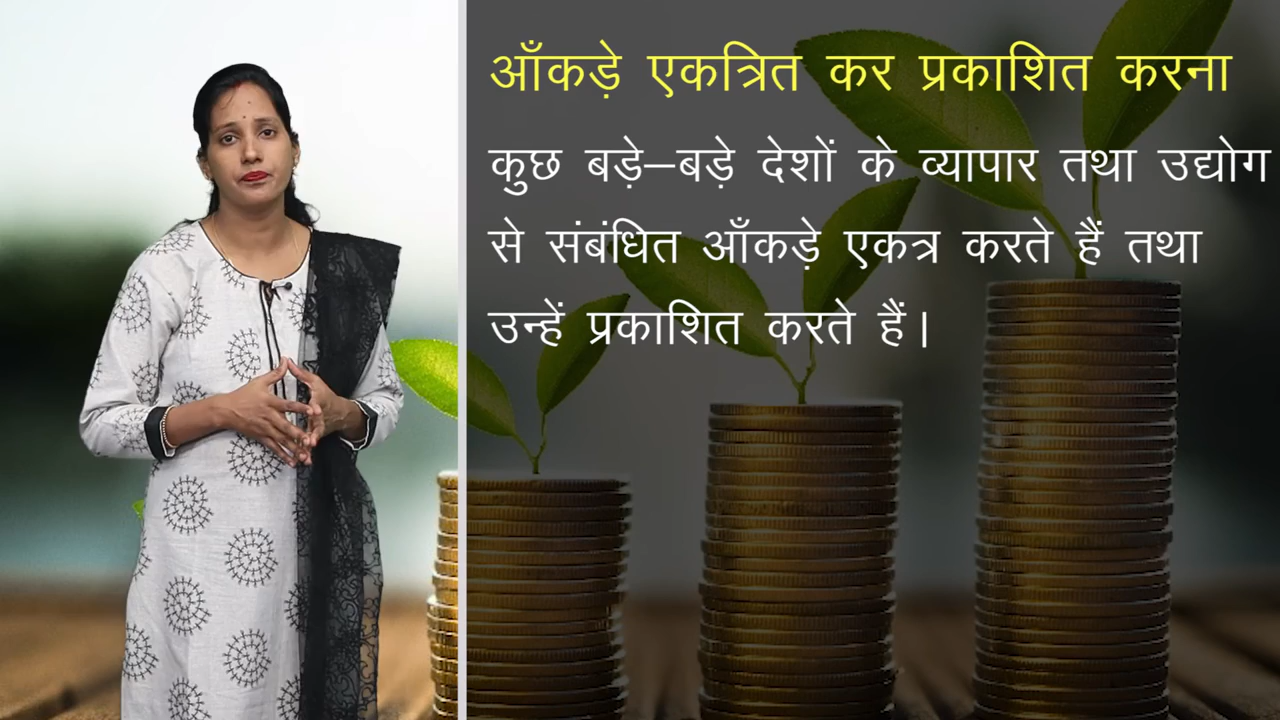 आँकड़े एकत्रित कर प्रकाशित करना
कुछ बड़े–बड़े देशों के व्यापार तथा उद्योग
से संबंधित आँकड़े एकत्र करते हैं तथा
उन्हें प्रकाशित करते हैं।